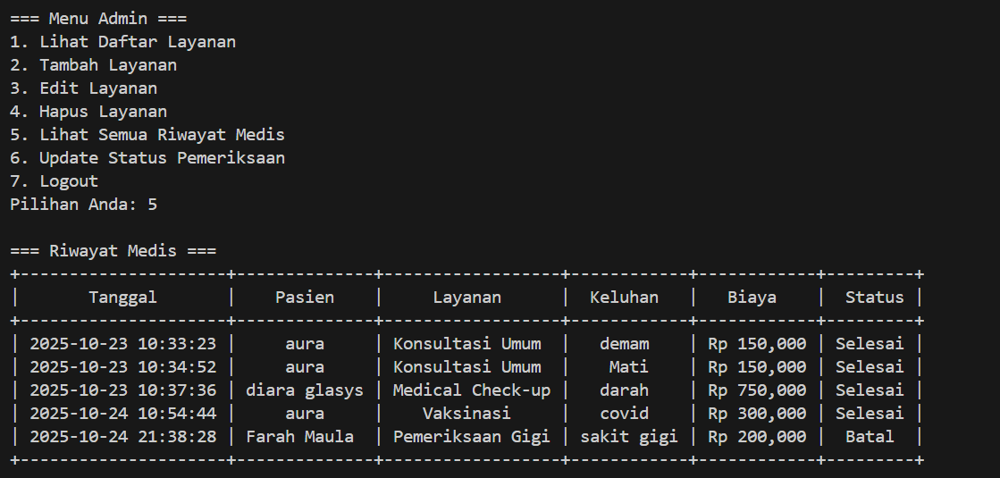 === Menu Admin ===
1. Lihat Daftar Layanan
2. Tambah Layanan
3. Edit Layanan
4. Hapus Layanan
5. Lihat Semua Riwayat Medis
6. Update Status Pemeriksaan
7. Logout
Pilihan Anda: 5

=== Riwayat Medis ===
+---------------------+--------------+------------------+------------+------------+---------+
|       Tanggal       |    Pasien    |     Layanan      |  Keluhan   |   Biaya    |  Status |
+---------------------+--------------+------------------+------------+------------+---------+
| 2025-10-23 10:33:23 |     aura     | Konsultasi Umum  |   demam    | Rp 150,000 | Selesai |
| 2025-10-23 10:34:52 |     aura     | Konsultasi Umum  |    Mati    | Rp 150,000 | Selesai |
| 2025-10-23 10:37:36 | diara glasys | Medical Check-up |   darah    | Rp 750,000 | Selesai |
| 2025-10-24 10:54:44 |     aura     |    Vaksinasi     |   covid    | Rp 300,000 | Selesai |
| 2025-10-24 21:38:28 | Farah Maula  | Pemeriksaan Gigi | sakit gigi | Rp 200,000 |  Batal  |
+---------------------+--------------+------------------+------------+------------+---------+